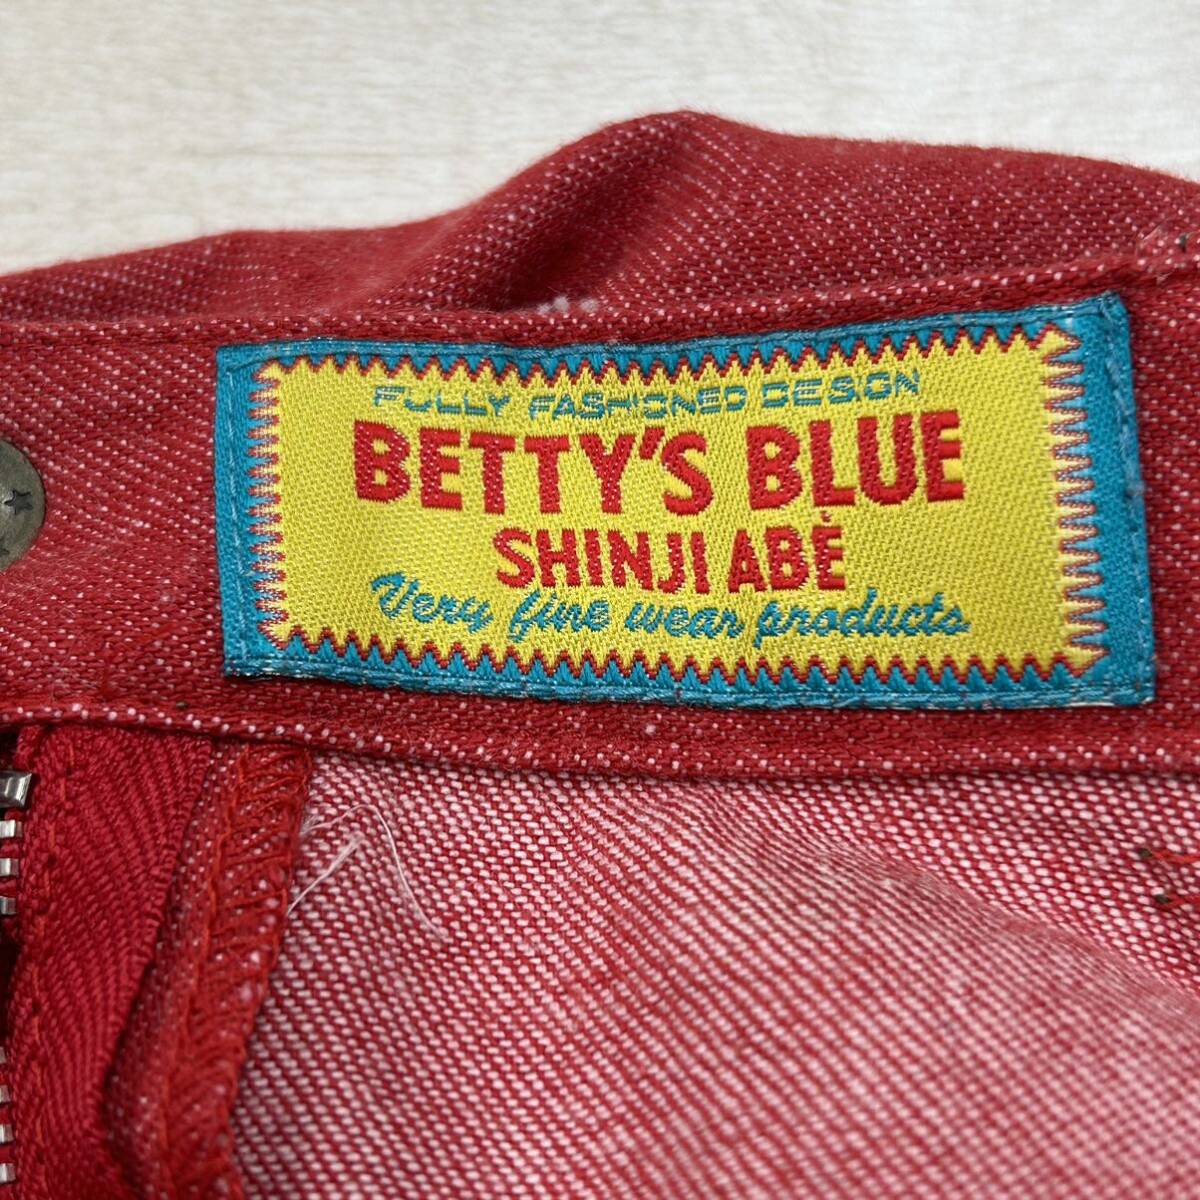 FULLY FASHIONED DESIGN
BETTY'S BLUE
SHINJI ABÈ
Very fine wear products